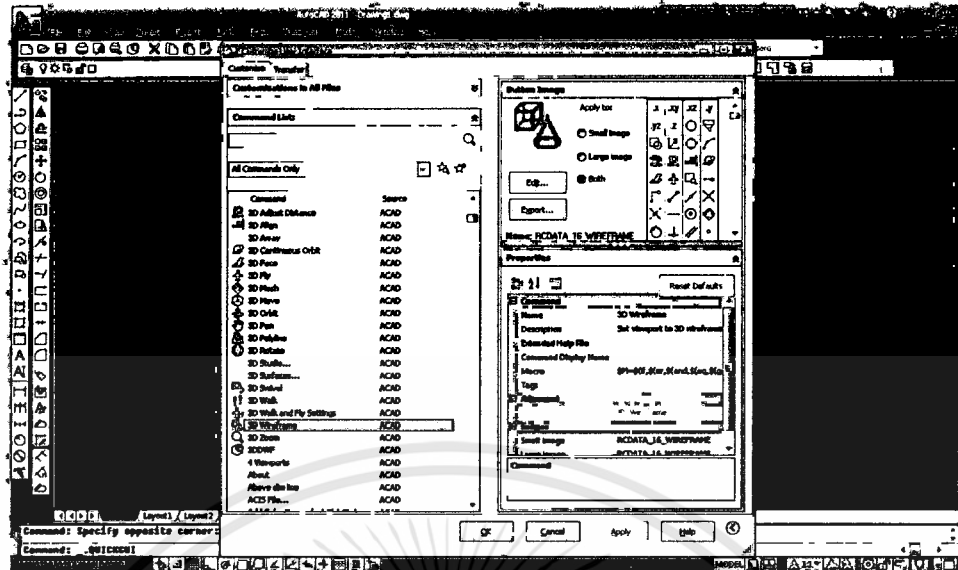 AutoCAD 2011 Drawing1.dwg
Customize Transfer
Customizations in All Files
Command List:
All Commands Only
Command Source
3D Adjust Distance ACAD
3D Align ACAD
3D Array ACAD
3D Continuous Orbit ACAD
3D Face ACAD
3D Fly ACAD
3D Mesh ACAD
3D Move ACAD
3D Orbit ACAD
3D Pan ACAD
3D Polyline ACAD
3D Rotate ACAD
3D Studio... ACAD
3D Surfaces... ACAD
3D Swivel ACAD
3D Walk ACAD
3D Walk and Fly Settings ACAD
3D Wireframe ACAD
3D Zoom ACAD
3DDWF ACAD
4 Viewports ACAD
About ACAD
Above dim line ACAD
ACIS File... ACAD
Button Image
Apply to:
Small image
Large image
Both
Edit...
Export...
Name: RCDATA_16_WIREFRAME
Properties
Reset Defaults
Command
Name 3D Wireframe
Description Set viewport to 3D wireframe
Extended Help File
Command Display Name
Macro
Tags
Advanced
Images
Small image RCDATA_16_WIREFRAME
Large image RCDATA_16_WIREFRAME
Command
OK Cancel Apply Help
Layout1 Layout2
Command: Specify opposite corner:
Command: _.QUICKCUI
MODEL